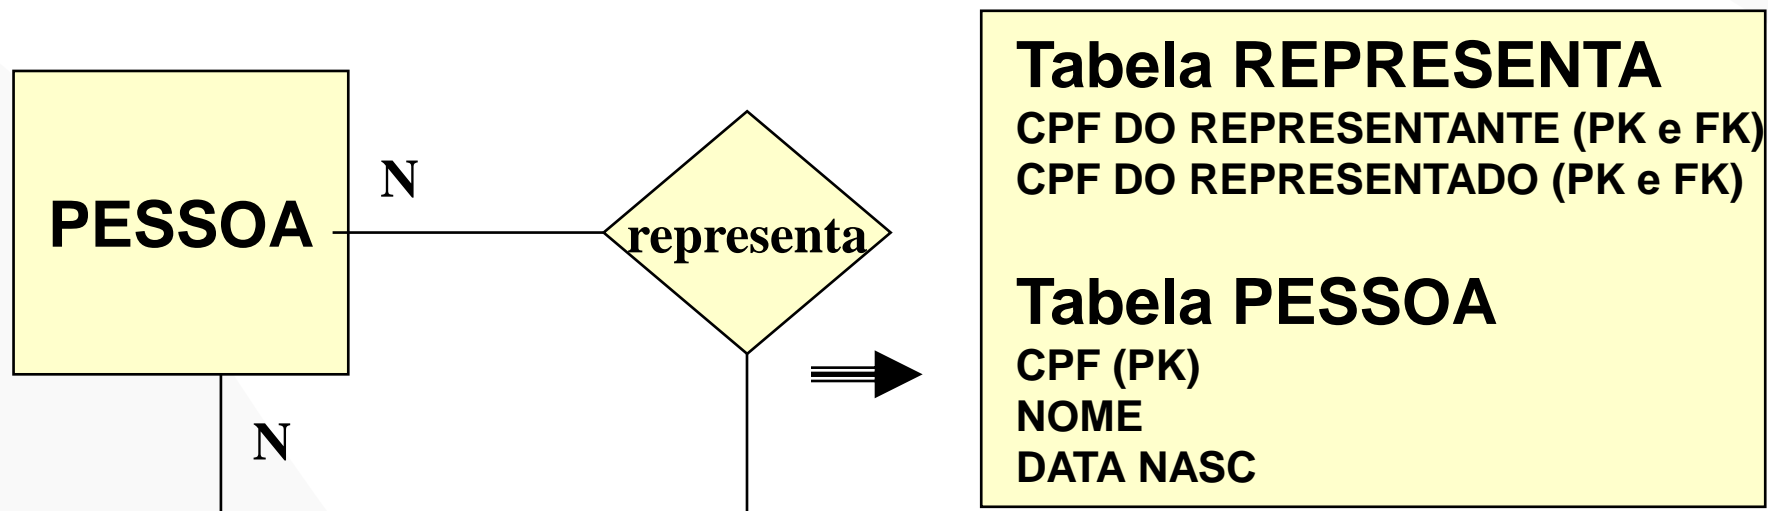 PESSOA
N
representa
N
Tabela REPRESENTA
CPF DO REPRESENTANTE (PK e FK)
CPF DO REPRESENTADO (PK e FK)
Tabela PESSOA
CPF (PK)
NOME
DATA NASC